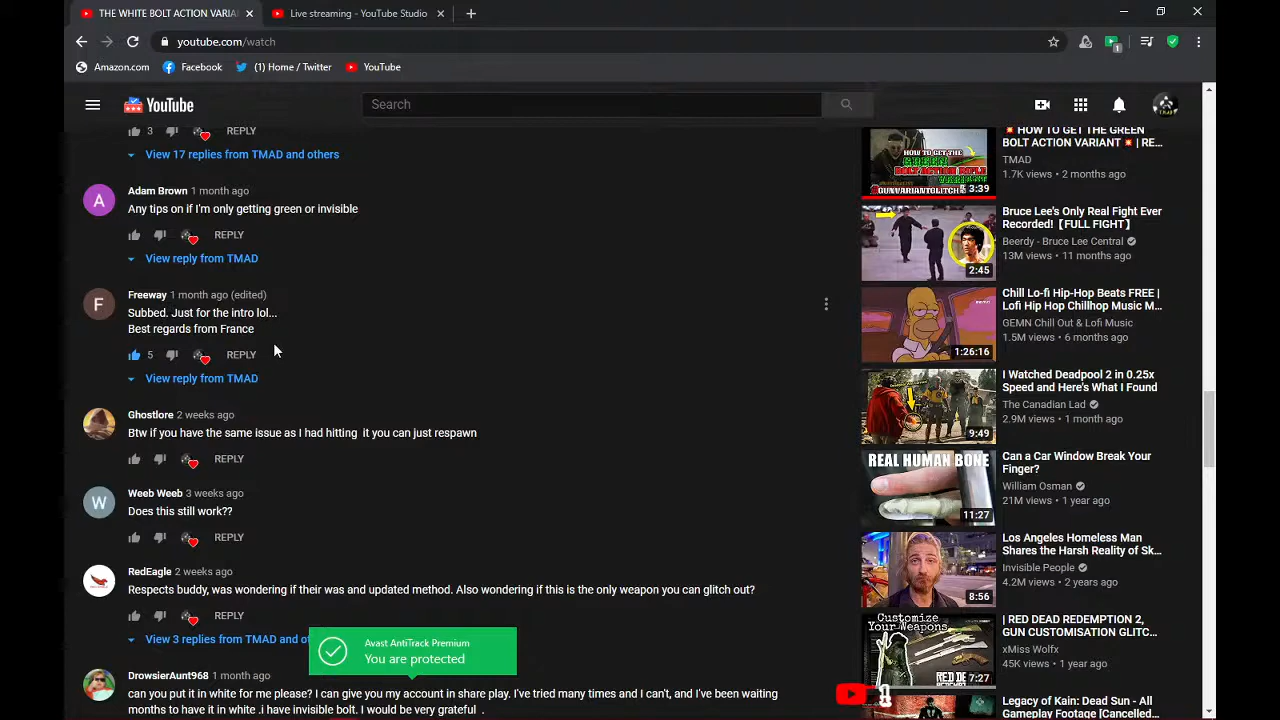 THE WHITE BOLT ACTION VARIA
Live streaming - YouTube Studio
youtube.com/watch
1
Amazon.com
Facebook
(1) Home / Twitter
YouTube
YouTube
Search
3
REPLY
View 17 replies from TMAD and others
A
Adam Brown 1 month ago
Any tips on if I'm only getting green or invisible
REPLY
View reply from TMAD
F
Freeway 1 month ago (edited)
Subbed. Just for the intro lol...
Best regards from France
5
REPLY
View reply from TMAD
Ghostlore 2 weeks ago
Btw if you have the same issue as I had hitting it you can just respawn
REPLY
W
Weeb Weeb 3 weeks ago
Does this still work??
REPLY
RedEagle 2 weeks ago
Respects buddy, was wondering if their was and updated method. Also wondering if this is the only weapon you can glitch out?
REPLY
View 3 replies from TMAD and ot
Avast AntiTrack Premium
You are protected
DrowsierAunt968 1 month ago
can you put it in white for me please? I can give you my account in share play. I've tried many times and I can't, and I've been waiting
months to have it in white. I have invisible bolt. I would be very grateful .
HOW TO GET THE
GREEN
BOLT ACTION RIFLE
VARIANT
#GUNVARIANTGLITCH
3:39
HOW TO GET THE GREEN
BOLT ACTION VARIANT | RE...
TMAD
1.7K views • 2 months ago
2:45
Bruce Lee's Only Real Fight Ever
Recorded!【FULL FIGHT】
Beerdy - Bruce Lee Central
13M views • 11 months ago
1:26:16
Chill Lo-fi Hip-Hop Beats FREE |
Lofi Hip Hop Chillhop Music M...
GEMN Chill Out & Lofi Music
1.5M views • 6 months ago
9:49
I Watched Deadpool 2 in 0.25x
Speed and Here's What I Found
The Canadian Lad
2.9M views • 1 month ago
REAL HUMAN BONE
11:27
Can a Car Window Break Your
Finger?
William Osman
21M views • 1 year ago
8:56
Los Angeles Homeless Man
Shares the Harsh Reality of Sk...
Invisible People
4.2M views • 2 years ago
Customize
Your Weapons
RED DE
7:27
| RED DEAD REDEMPTION 2,
GUN CUSTOMISATION GLITC...
xMiss Wolfx
45K views • 1 year ago
Legacy of Kain: Dead Sun - All
Gameplay Footage [Cancelled